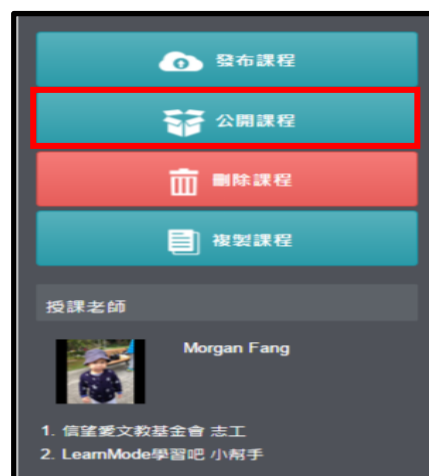 發布課程
公開課程
刪除課程
複製課程
授課老師
Morgan Fang
1. 信望愛文教基金會 志工
2. LearnMode學習吧 小幫手